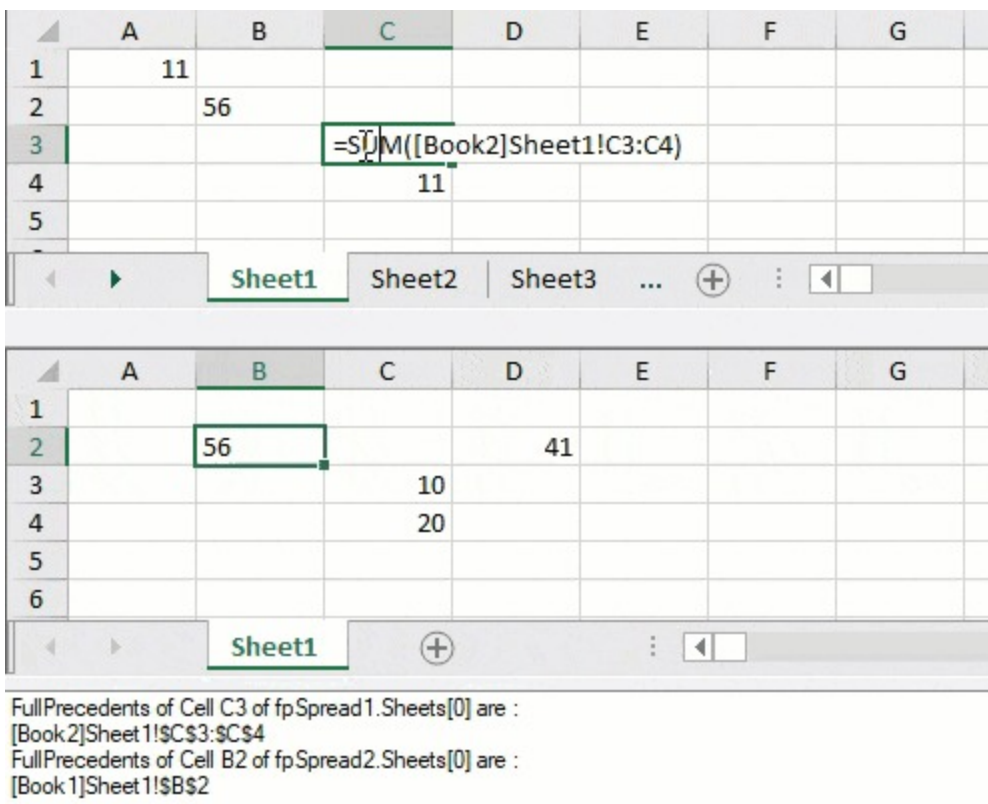 A B C D E F G
1 11
2 56
3 =SUM([Book2]Sheet1!C3:C4)
4 11
5
Sheet1 Sheet2 Sheet3 ...
A B C D E F G
1
2 56 41
3 10
4 20
5
6
Sheet1
FullPrecedents of Cell C3 of fpSpread1.Sheets[0] are :
[Book2]Sheet1!$C$3:$C$4
FullPrecedents of Cell B2 of fpSpread2.Sheets[0] are :
[Book1]Sheet1!$B$2